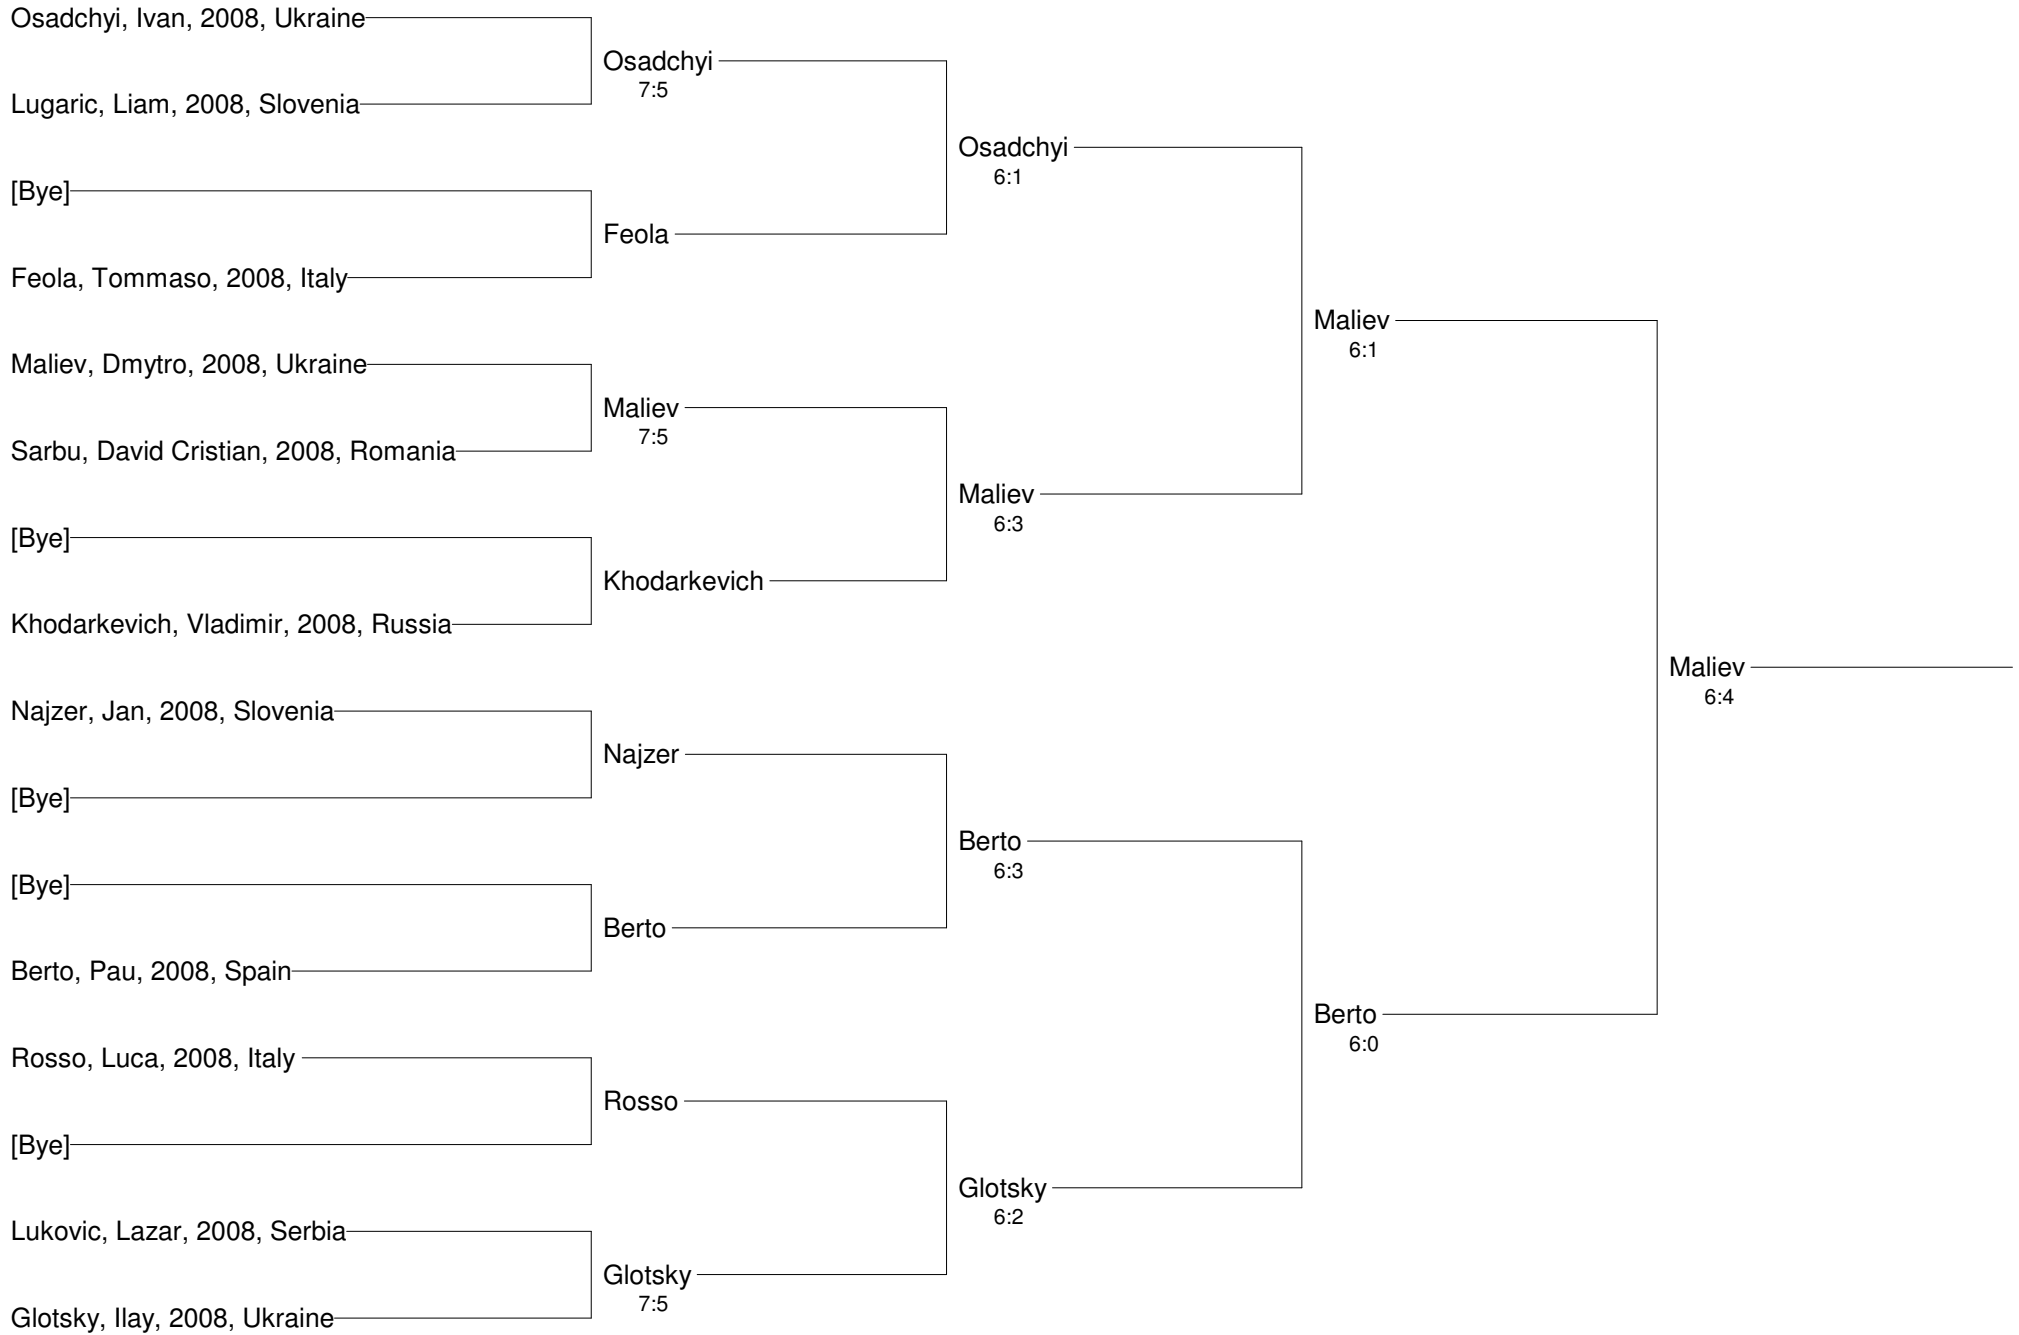 Osadchyi, Ivan, 2008, Ukraine
Osadchyi
7:5
Lugaric, Liam, 2008, Slovenia
Osadchyi
6:1
[Bye]
Feola
Feola, Tommaso, 2008, Italy
Maliev
6:1
Maliev, Dmytro, 2008, Ukraine
Maliev
7:5
Sarbu, David Cristian, 2008, Romania
Maliev
6:3
[Bye]
Khodarkevich
Khodarkevich, Vladimir, 2008, Russia
Maliev
6:4
Najzer, Jan, 2008, Slovenia
Najzer
[Bye]
Berto
6:3
[Bye]
Berto
Berto, Pau, 2008, Spain
Berto
6:0
Rosso, Luca, 2008, Italy
Rosso
[Bye]
Glotsky
6:2
Lukovic, Lazar, 2008, Serbia
Glotsky
7:5
Glotsky, Ilay, 2008, Ukraine